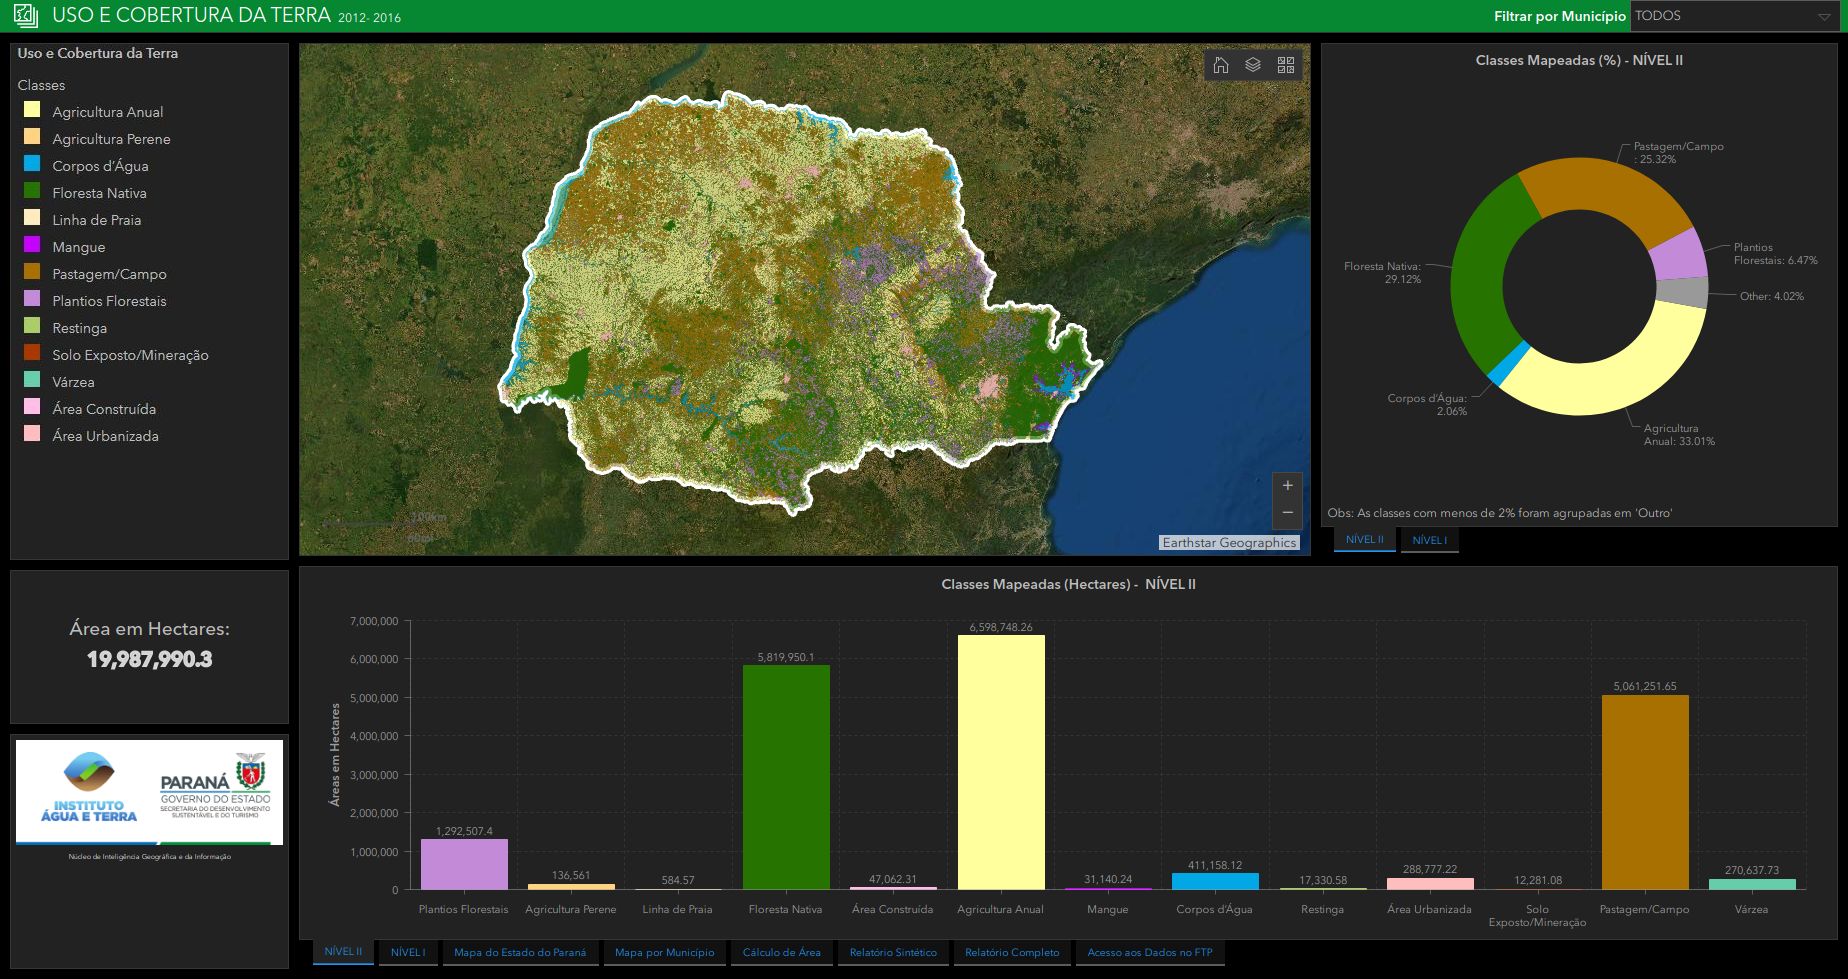 USO E COBERTURA DA TERRA 2012- 2016
Filtrar por Município TODOS
Uso e Cobertura da Terra
Classes
Agricultura Anual
Agricultura Perene
Corpos d'Água
Floresta Nativa
Linha de Praia
Mangue
Pastagem/Campo
Plantios Florestais
Restinga
Solo Exposto/Mineração
Várzea
Área Construída
Área Urbanizada
100km
60mi
+
−
Earthstar Geographics
Classes Mapeadas (%) - NÍVEL II
Pastagem/Campo
: 25.32%
Plantios
Florestais: 6.47%
Other: 4.02%
Floresta Nativa:
29.12%
Corpos d'Água:
2.06%
Agricultura
Anual: 33.01%
Obs: As classes com menos de 2% foram agrupadas em 'Outro'
NÍVEL II
NÍVEL I
Área em Hectares:
19,987,990.3
INSTITUTO
ÁGUA E TERRA
PARANÁ
GOVERNO DO ESTADO
SECRETARIA DO DESENVOLVIMENTO
SUSTENTÁVEL E DO TURISMO
Núcleo de Inteligência Geográfica e da Informação
Classes Mapeadas (Hectares) - NÍVEL II
Áreas em Hectares
7,000,000
6,000,000
5,000,000
4,000,000
3,000,000
2,000,000
1,000,000
0
1,292,507.4
136,561
584.57
5,819,950.1
47,062.31
6,598,748.26
31,140.24
411,158.12
17,330.58
288,777.22
12,281.08
5,061,251.65
270,637.73
Plantios Florestais
Agricultura Perene
Linha de Praia
Floresta Nativa
Área Construída
Agricultura Anual
Mangue
Corpos d'Água
Restinga
Área Urbanizada
Solo
Exposto/Mineração
Pastagem/Campo
Várzea
NÍVEL II
NÍVEL I
Mapa do Estado do Paraná
Mapa por Município
Cálculo de Área
Relatório Sintético
Relatório Completo
Acesso aos Dados no FTP